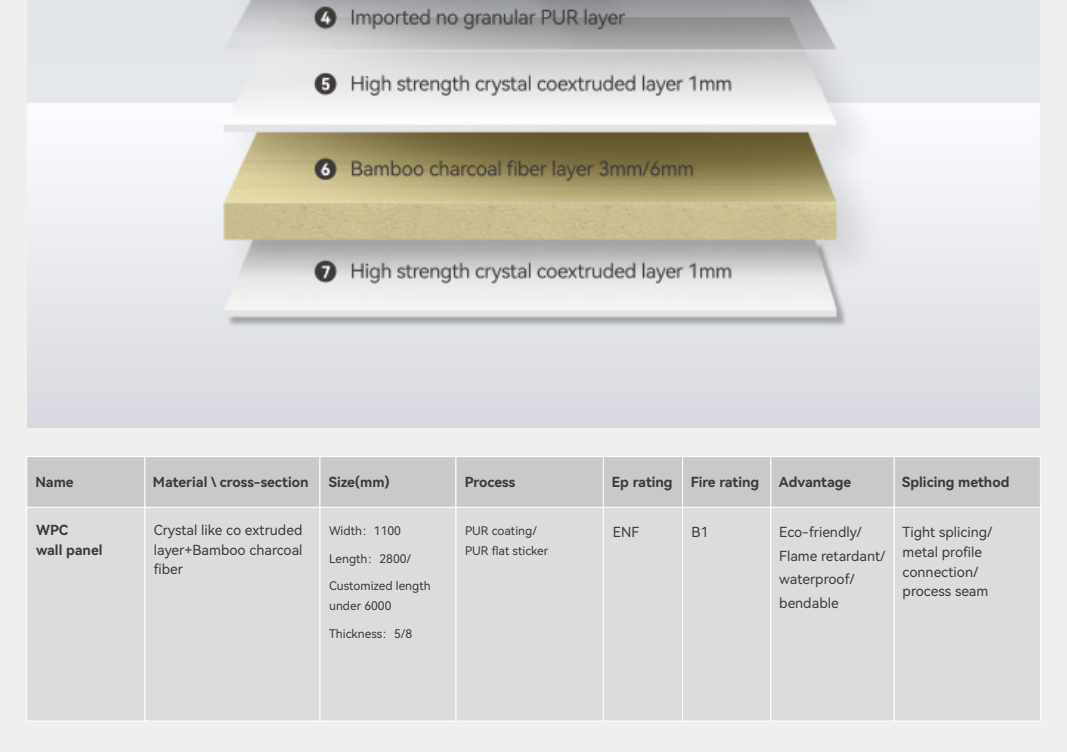 4 Imported no granular PUR layer
5 High strength crystal coextruded layer 1mm
6 Bamboo charcoal fiber layer 3mm/6mm
7 High strength crystal coextruded layer 1mm
Name Material \ cross-section Size(mm) Process Ep rating Fire rating Advantage Splicing method
WPC
wall panel
Crystal like co extruded
layer+Bamboo charcoal
fiber
Width: 1100
Length: 2800/
Customized length
under 6000
Thickness: 5/8
PUR coating/
PUR flat sticker
ENF
B1
Eco-friendly/
Flame retardant/
waterproof/
bendable
Tight splicing/
metal profile
connection/
process seam